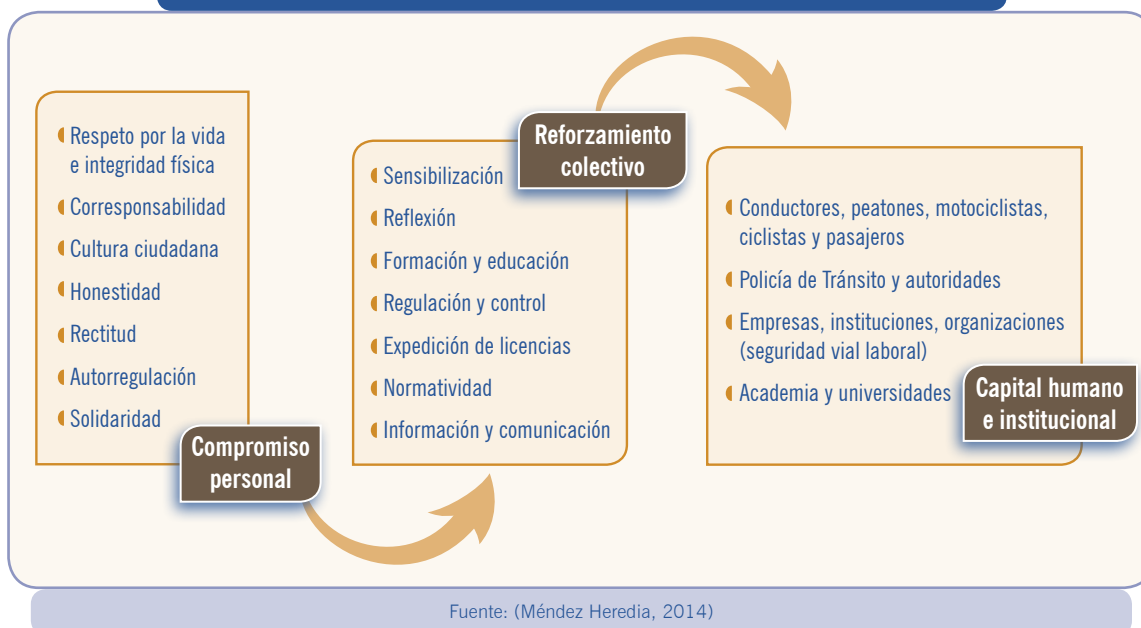 Respeto por la vida
e integridad física
Corresponsabilidad
Cultura ciudadana
Honestidad
Rectitud
Autorregulación
Solidaridad
Compromiso
personal
Reforzamiento
colectivo
Sensibilización
Reflexión
Formación y educación
Regulación y control
Expedición de licencias
Normatividad
Información y comunicación
Conductores, peatones, motociclistas,
ciclistas y pasajeros
Policía de Tránsito y autoridades
Empresas, instituciones, organizaciones
(seguridad vial laboral)
Academia y universidades
Capital humano
e institucional
Fuente: (Méndez Heredia, 2014)